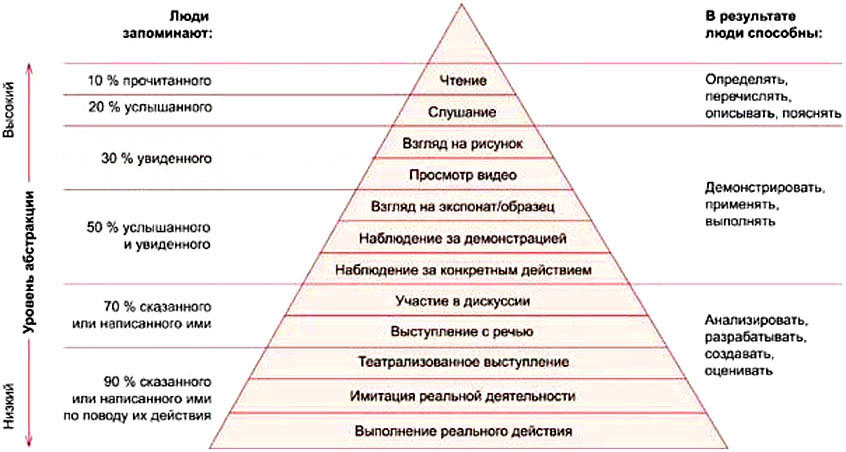 Люди
запоминают:
В результате
люди способны:
Высокий
Уровень абстракции
Низкий
10 % прочитанного
20 % услышанного
30 % увиденного
50 % услышанного
и увиденного
70 % сказанного
или написанного ими
90 % сказанного
или написанного ими
по поводу их действия
Чтение
Слушание
Взгляд на рисунок
Просмотр видео
Взгляд на экспонат/образец
Наблюдение за демонстрацией
Наблюдение за конкретным действием
Участие в дискуссии
Выступление с речью
Театрализованное выступление
Имитация реальной деятельности
Выполнение реального действия
Определять,
перечислять,
описывать, пояснять
Демонстрировать,
применять,
выполнять
Анализировать,
разрабатывать,
создавать,
оценивать